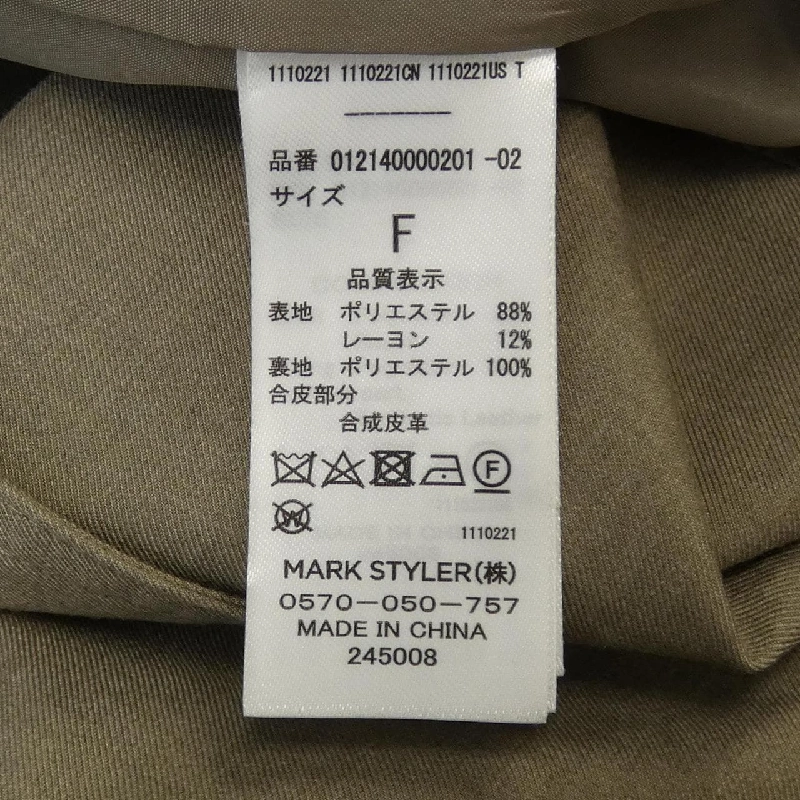 1110221 1110221CN 1110221US T
-------
品番 012140000201 -02
サイズ
F
品質表示
表地 ポリエステル 88%
レーヨン 12%
裏地 ポリエステル 100%
合皮部分
合成皮革
F
W
1110221
MARK STYLER(株)
0570-050-757
MADE IN CHINA
245008